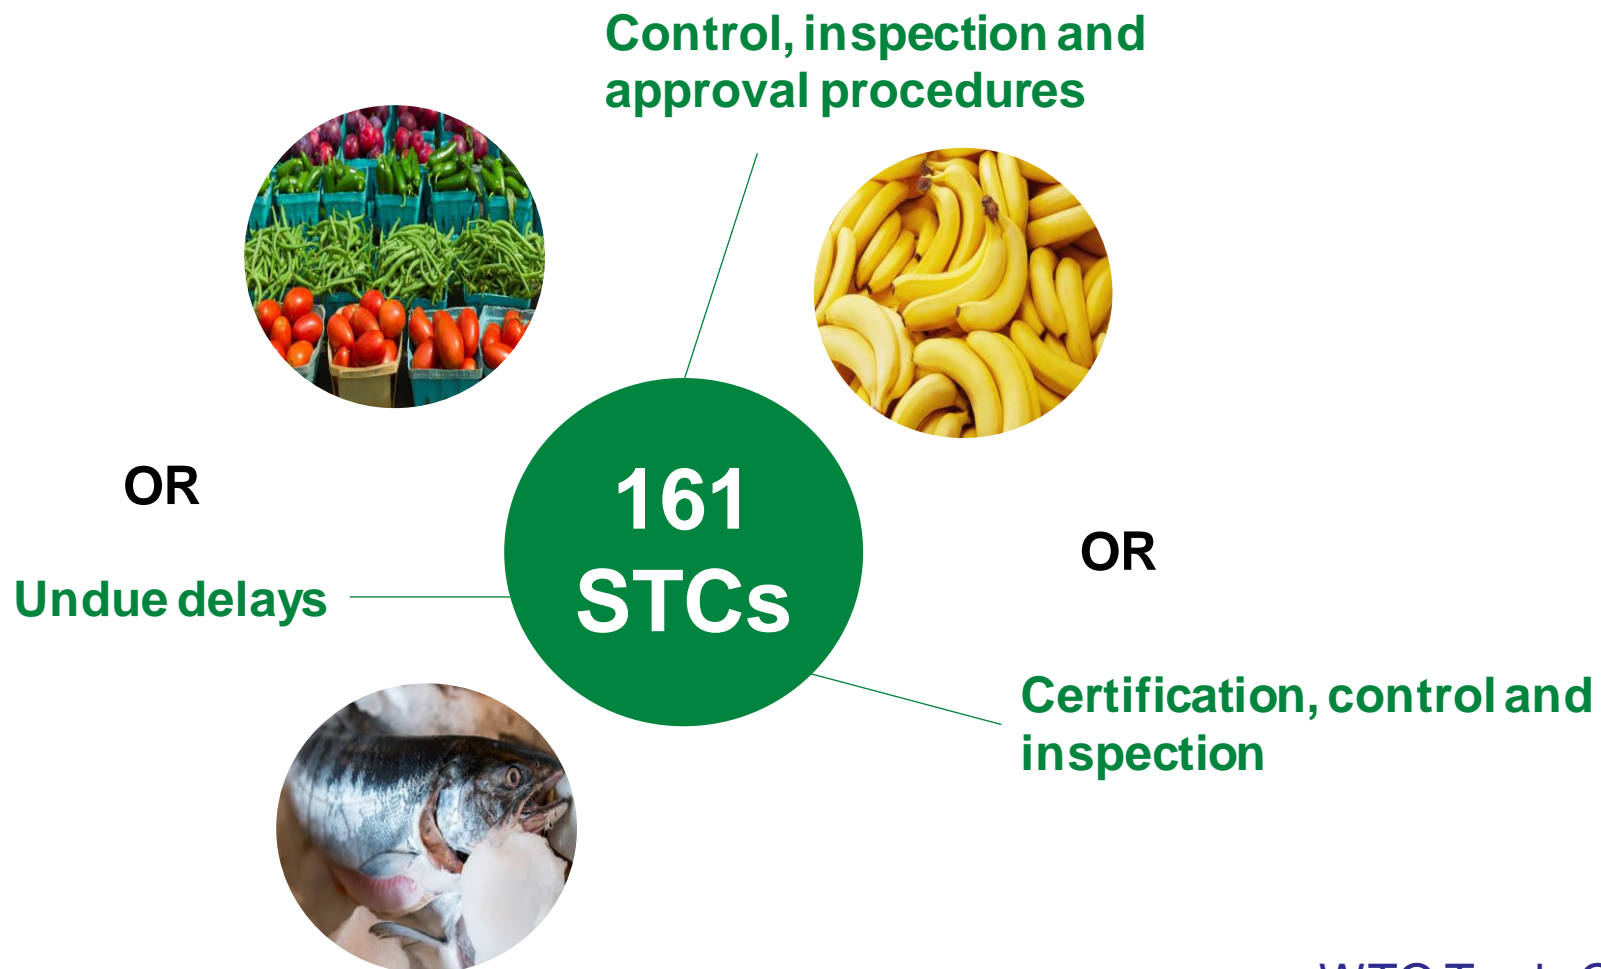 Control, inspection and
approval procedures
OR
161
STCs
OR
Undue delays
Certification, control and
inspection